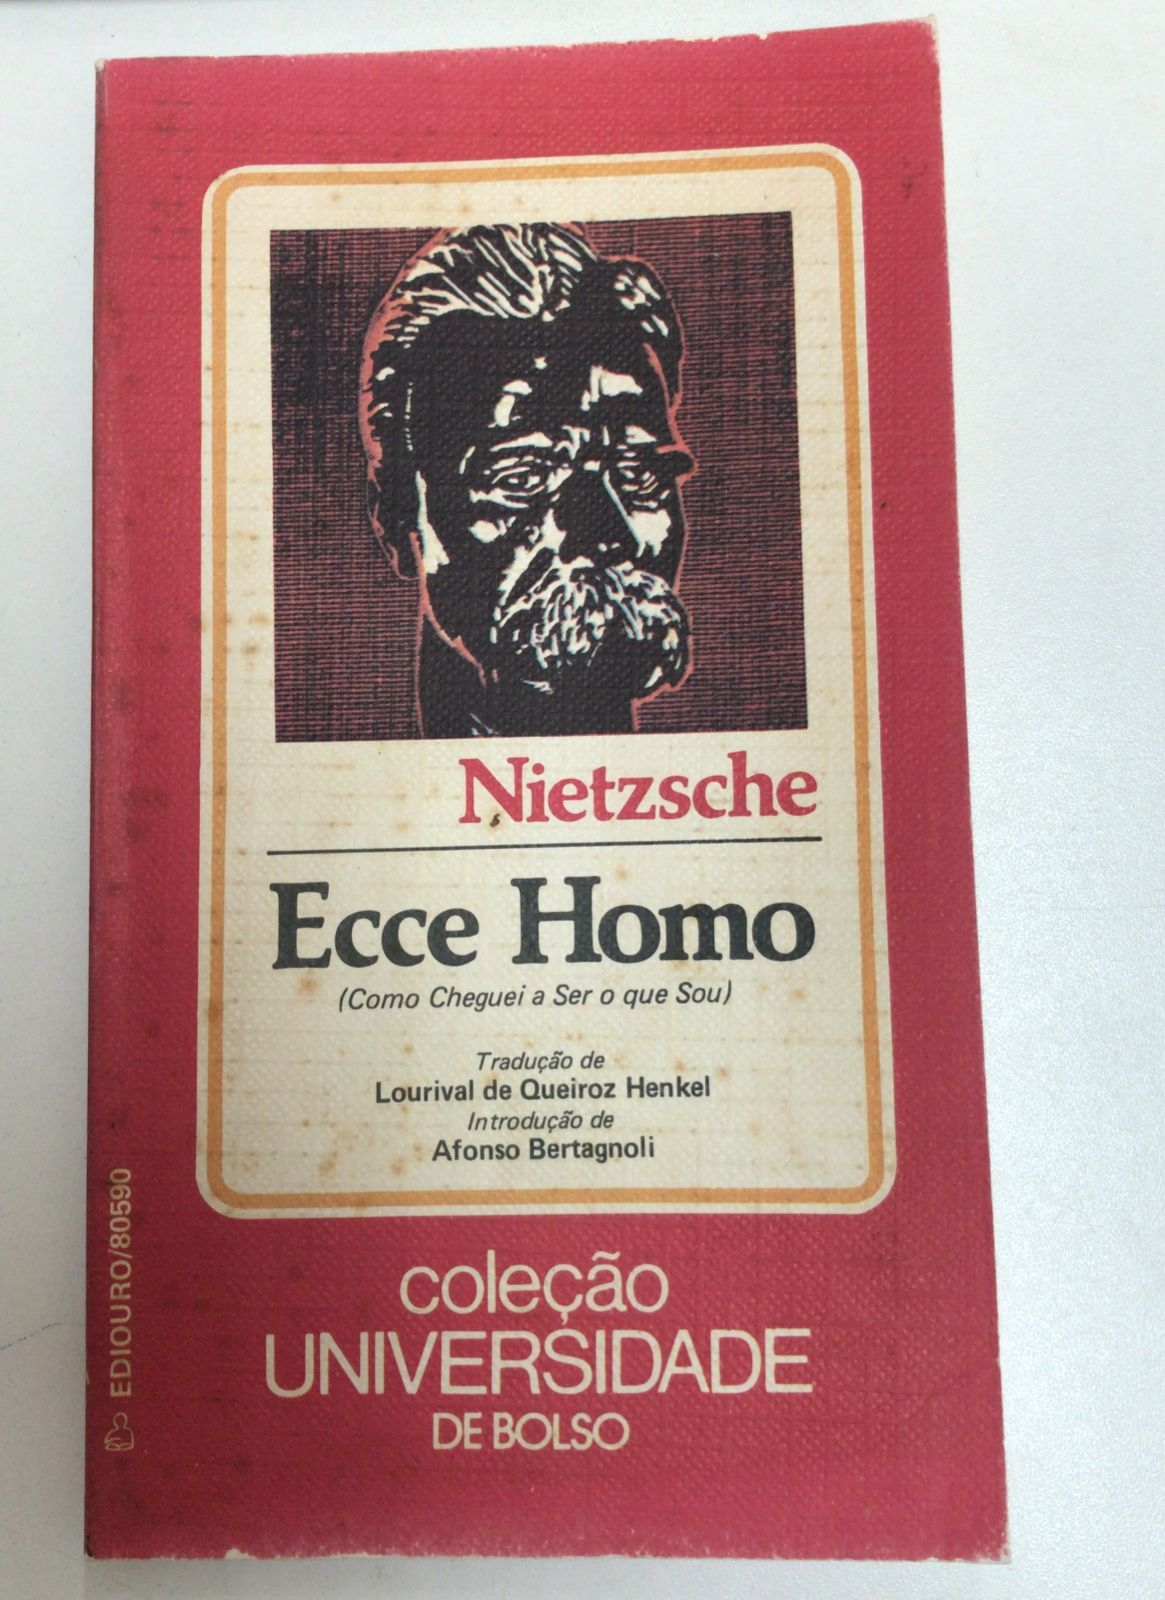 Nietzsche
Ecce Homo
(Como Cheguei a Ser o que Sou)
Tradução de
Lourival de Queiroz Henkel
Introdução de
Afonso Bertagnoli
EDIOURO/80590
coleção
UNIVERSIDADE
DE BOLSO